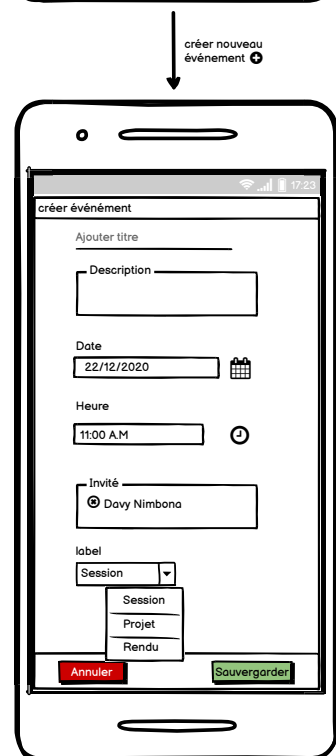 créer nouveau
événement
17:23
créer événément
Ajouter titre
Description
Date
22/12/2020
Heure
11:00 A.M
Invité
Davy Nimbona
label
Session
Session
Projet
Rendu
Annuler
Sauvergarder